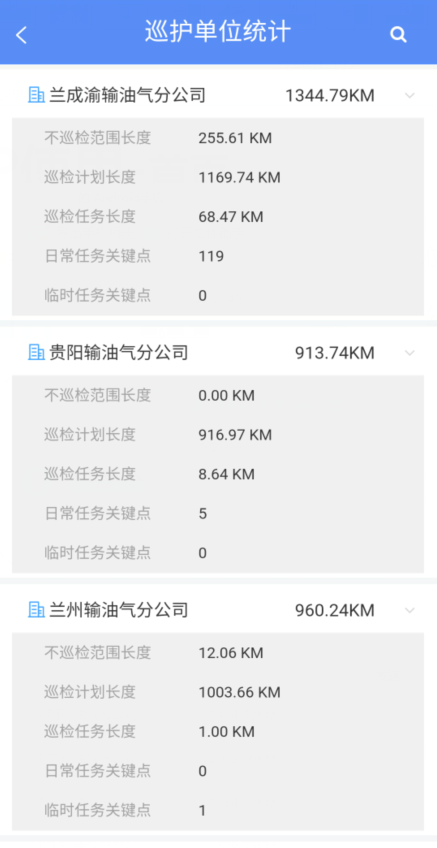 巡护单位统计
兰成渝输油气分公司 1344.79KM
不巡检范围长度 255.61 KM
巡检计划长度 1169.74 KM
巡检任务长度 68.47 KM
日常任务关键点 119
临时任务关键点 0
贵阳输油气分公司 913.74KM
不巡检范围长度 0.00 KM
巡检计划长度 916.97 KM
巡检任务长度 8.64 KM
日常任务关键点 5
临时任务关键点 0
兰州输油气分公司 960.24KM
不巡检范围长度 12.06 KM
巡检计划长度 1003.66 KM
巡检任务长度 1.00 KM
日常任务关键点 0
临时任务关键点 1